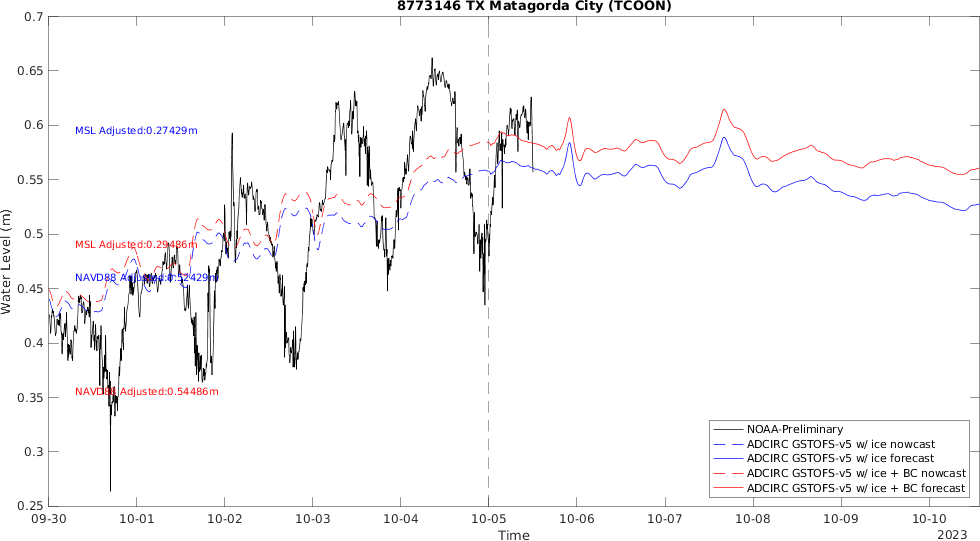 8773146 TX Matagorda City (TCOON)
Water Level (m)
0.7
0.65
0.6
0.55
0.5
0.45
0.4
0.35
0.3
0.25
MSL Adjusted:0.27429m
MSL Adjusted:0.29486m
NAVD88 Adjusted:0.52429m
NAVD88 Adjusted:0.54486m
NOAA-Preliminary
ADCIRC GSTOFS-v5 w/ ice nowcast
ADCIRC GSTOFS-v5 w/ ice forecast
ADCIRC GSTOFS-v5 w/ ice + BC nowcast
ADCIRC GSTOFS-v5 w/ ice + BC forecast
09-30 10-01 10-02 10-03 10-04 10-05 10-06 10-07 10-08 10-09 10-10
Time
2023